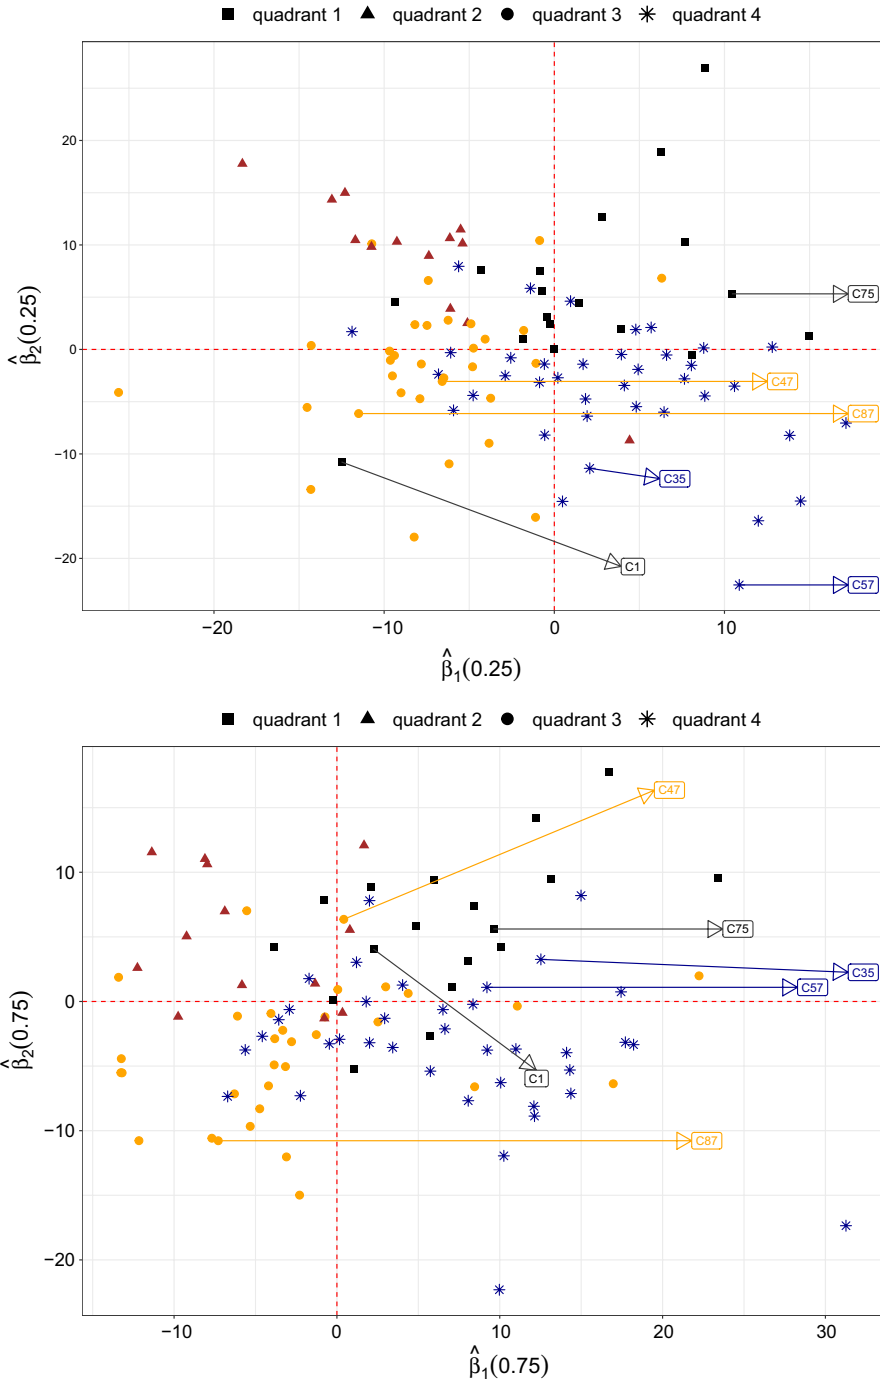 quadrant 1 quadrant 2 quadrant 3 quadrant 4
20
10
0
−10
−20
β̂₂(0.25)
C75
C47
C87
C35
C1
C57
−20 −10 0 10
β̂₁(0.25)
quadrant 1 quadrant 2 quadrant 3 quadrant 4
10
0
−10
−20
β̂₂(0.75)
C47
C75
C35
C57
C1
C87
−10 0 10 20 30
β̂₁(0.75)